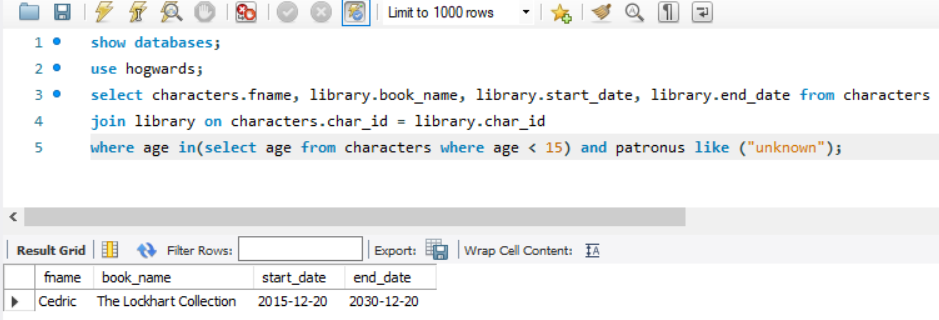 Limit to 1000 rows
1 show databases;
2 use hogwards;
3 select characters.fname, library.book_name, library.start_date, library.end_date from characters
4 join library on characters.char_id = library.char_id
5 where age in(select age from characters where age < 15) and patronus like ("unknown");
Result Grid Filter Rows: Export: Wrap Cell Content:
fname book_name start_date end_date
Cedric The Lockhart Collection 2015-12-20 2030-12-20